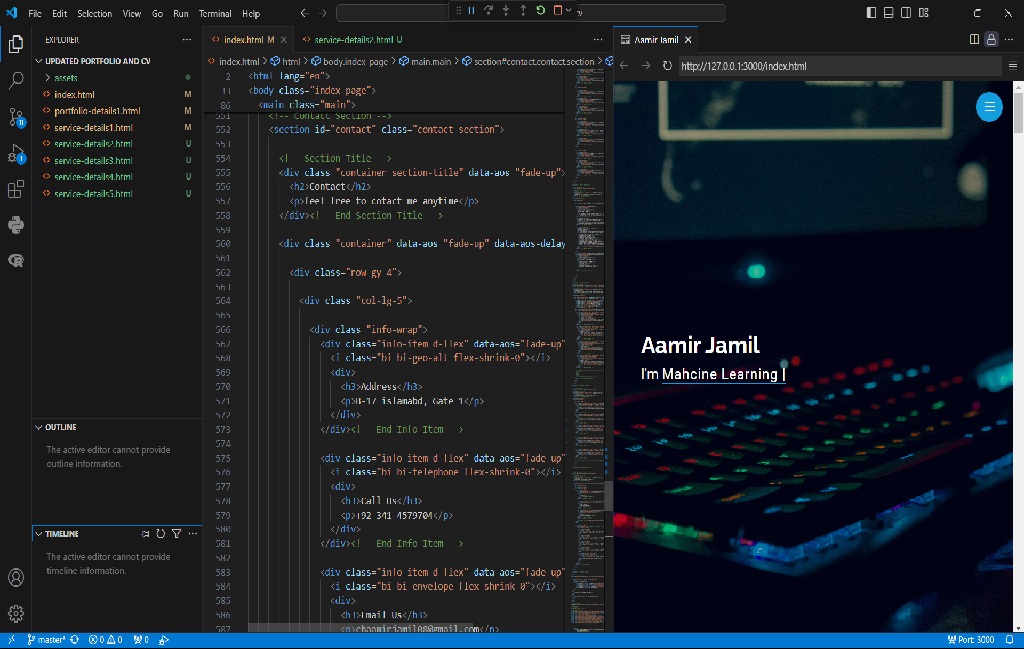 File Edit Selection View Go Run Terminal Help
EXPLORER
UPDATED PORTFOLIO AND CV
assets
index.html M
portfolio-details1.html M
service-details1.html M
service-details2.html U
service-details3.html U
service-details4.html U
service-details5.html U
OUTLINE
The active editor cannot provide
outline information.
TIMELINE
The active editor cannot provide
timeline information.
index.html M
service-details2.html U
index.html > html > body.index-page > main.main > section#contact.contact.section >
2 <html lang="en">
11 <body class="index-page">
86 <main class="main">
551 <!-- Contact Section -->
552 <section id="contact" class="contact section">
553
554 <!-- Section Title -->
555 <div class="container section-title" data-aos="fade-up">
556 <h2>Contact</h2>
557 <p>feel free to cotact me anytime</p>
558 </div><!-- End Section Title -->
559
560 <div class="container" data-aos="fade-up" data-aos-delay
561
562 <div class="row gy-4">
563
564 <div class="col-lg-5">
565
566 <div class="info-wrap">
567 <div class="info-item d-flex" data-aos="fade-up"
568 <i class="bi bi-geo-alt flex-shrink-0"></i>
569 <div>
570 <h3>Address</h3>
571 islamabd, Gate 1</p>
572 </div>
573 </div><!-- End Info Item -->
574
575 <div class="info-item d-flex" data-aos="fade-up"
576 <i class="bi bi-telephone flex-shrink-0"></i>
577 <div>
578 <h3>Call Us</h3>
579 <p>+92 341 4579704</p>
580 </div>
581 </div><!-- End Info Item -->
582
583 <div class="info-item d-flex" data-aos="fade-up"
584 <i class="bi bi-envelope flex-shrink-0"></i>
585 <div>
586 <h3>Email Us</h3>
587
Aamir Jamil
http://127.0.0.1:3000/index.html
Aamir Jamil
I'm Mahcine Learning |
master* 0 0 0
Port: 3000